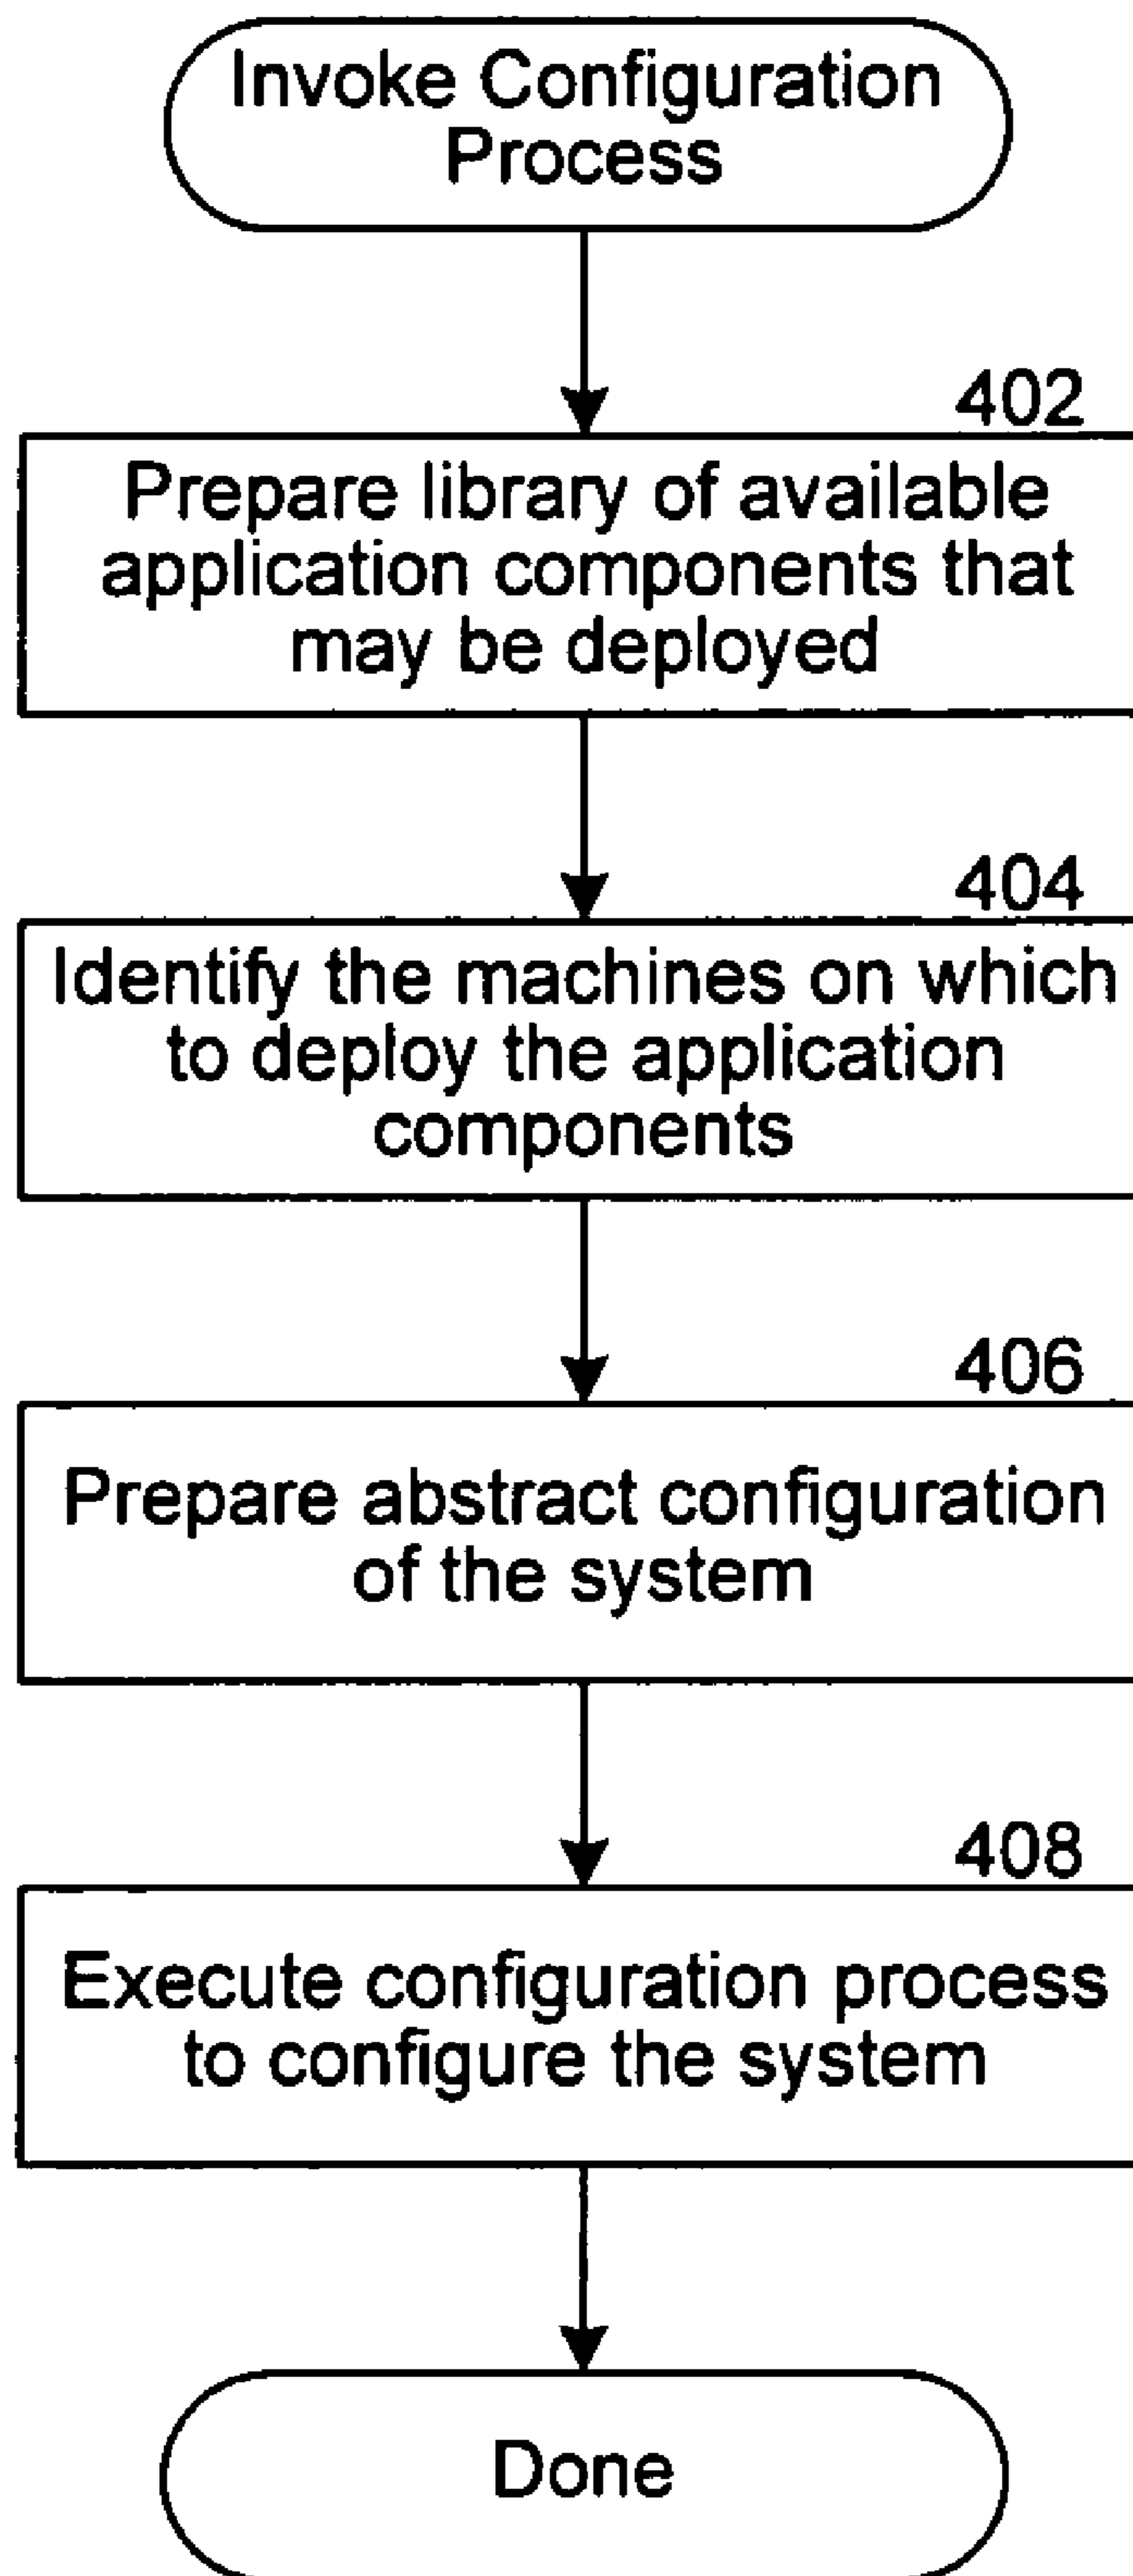 Invoke Configuration
Process
402
Prepare library of available
application components that
may be deployed
404
Identify the machines on which
to deploy the application
components
406
Prepare abstract configuration
of the system
408
Execute configuration process
to configure the system
Done